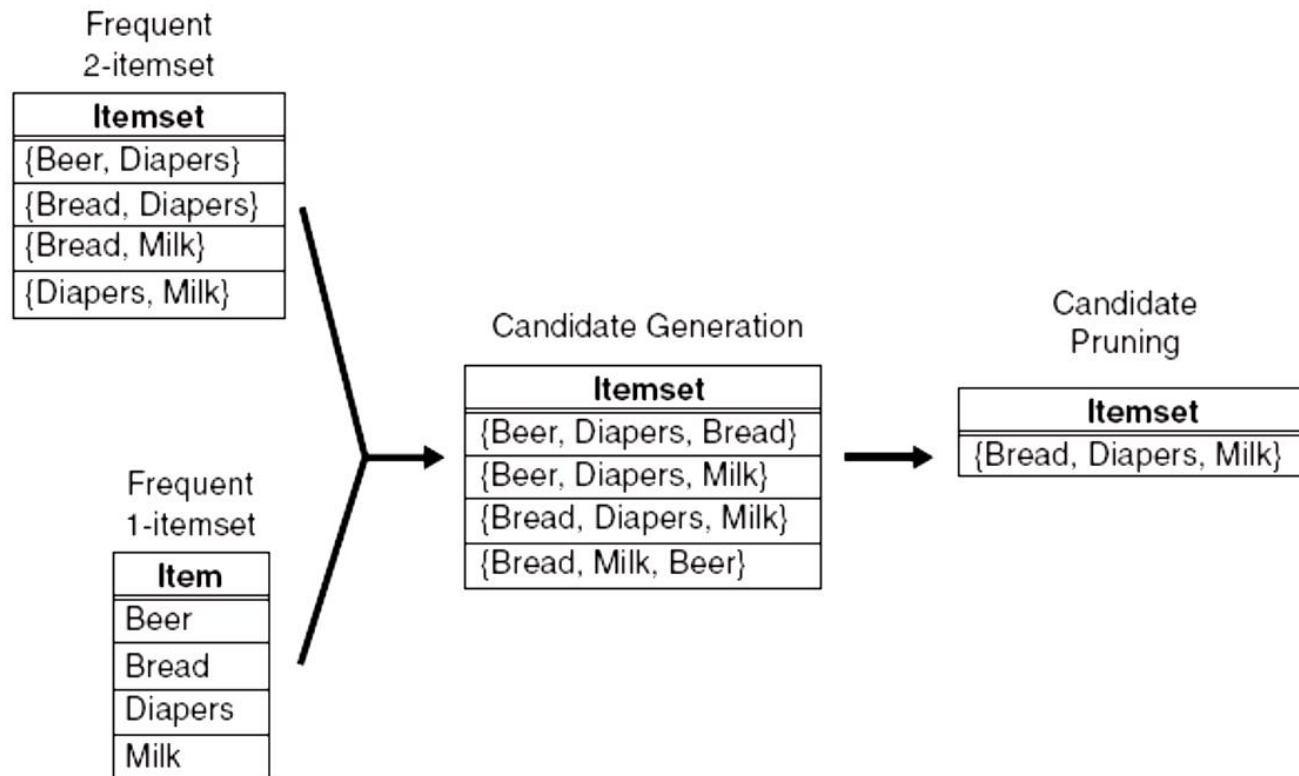 Frequent
2-itemset
Itemset
{Beer, Diapers}
{Bread, Diapers}
{Bread, Milk}
{Diapers, Milk}
Frequent
1-itemset
Item
Beer
Bread
Diapers
Milk
Candidate Generation
Itemset
{Beer, Diapers, Bread}
{Beer, Diapers, Milk}
{Bread, Diapers, Milk}
{Bread, Milk, Beer}
Candidate
Pruning
Itemset
{Bread, Diapers, Milk}